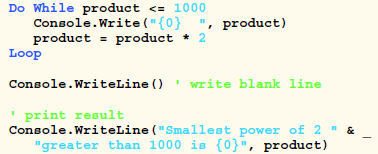 Do While product <= 1000
Console.Write("{0}  ", product)
product = product * 2
Loop
Console.WriteLine() ' write blank line
' print result
Console.WriteLine("Smallest power of 2 " & _
"greater than 1000 is {0}", product)